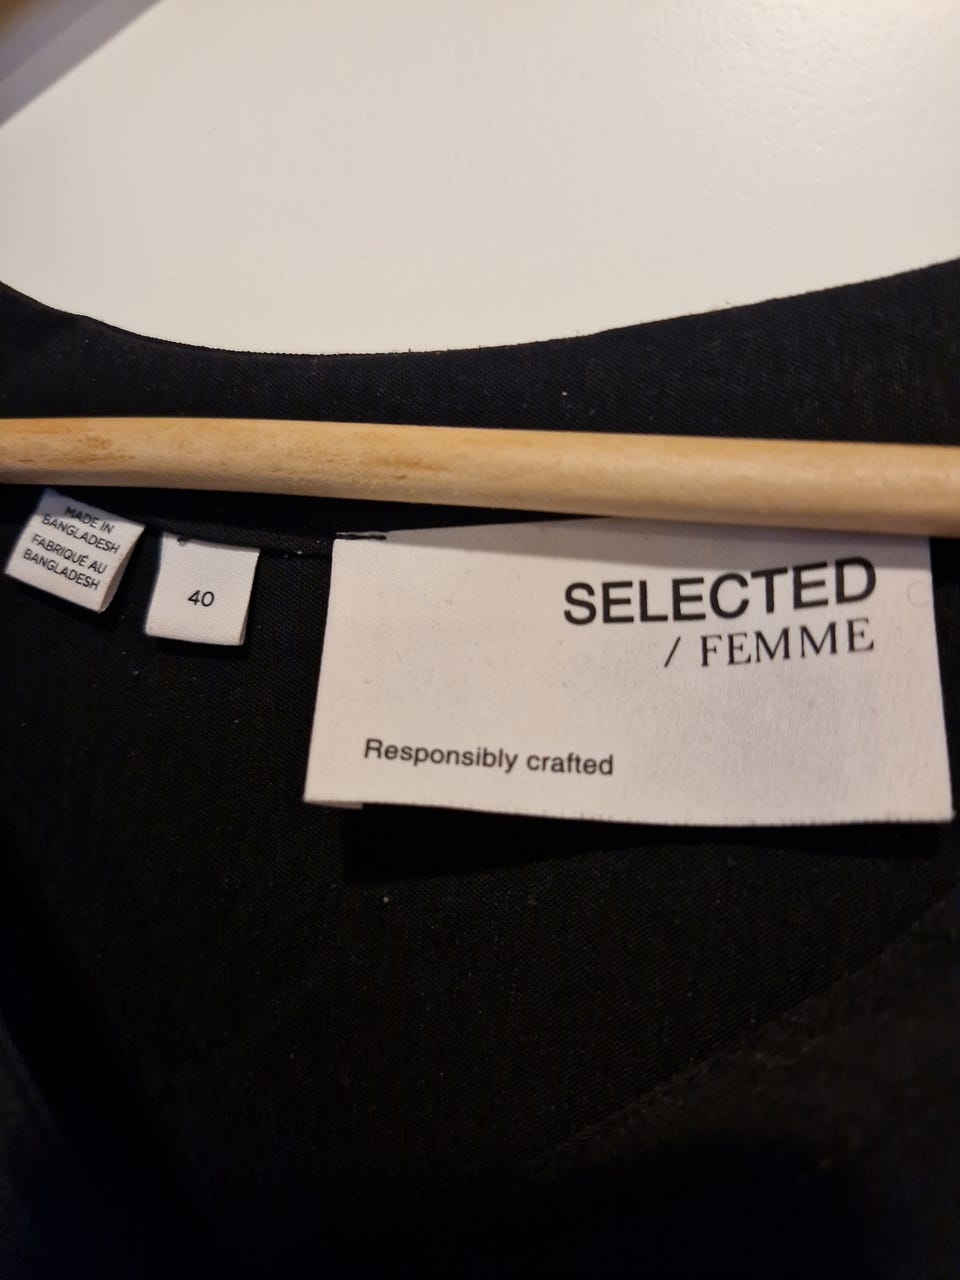 MADE IN
BANGLADESH
FABRIQUÉ AU
BANGLADESH
40
SELECTED
/ FEMME
Responsibly crafted